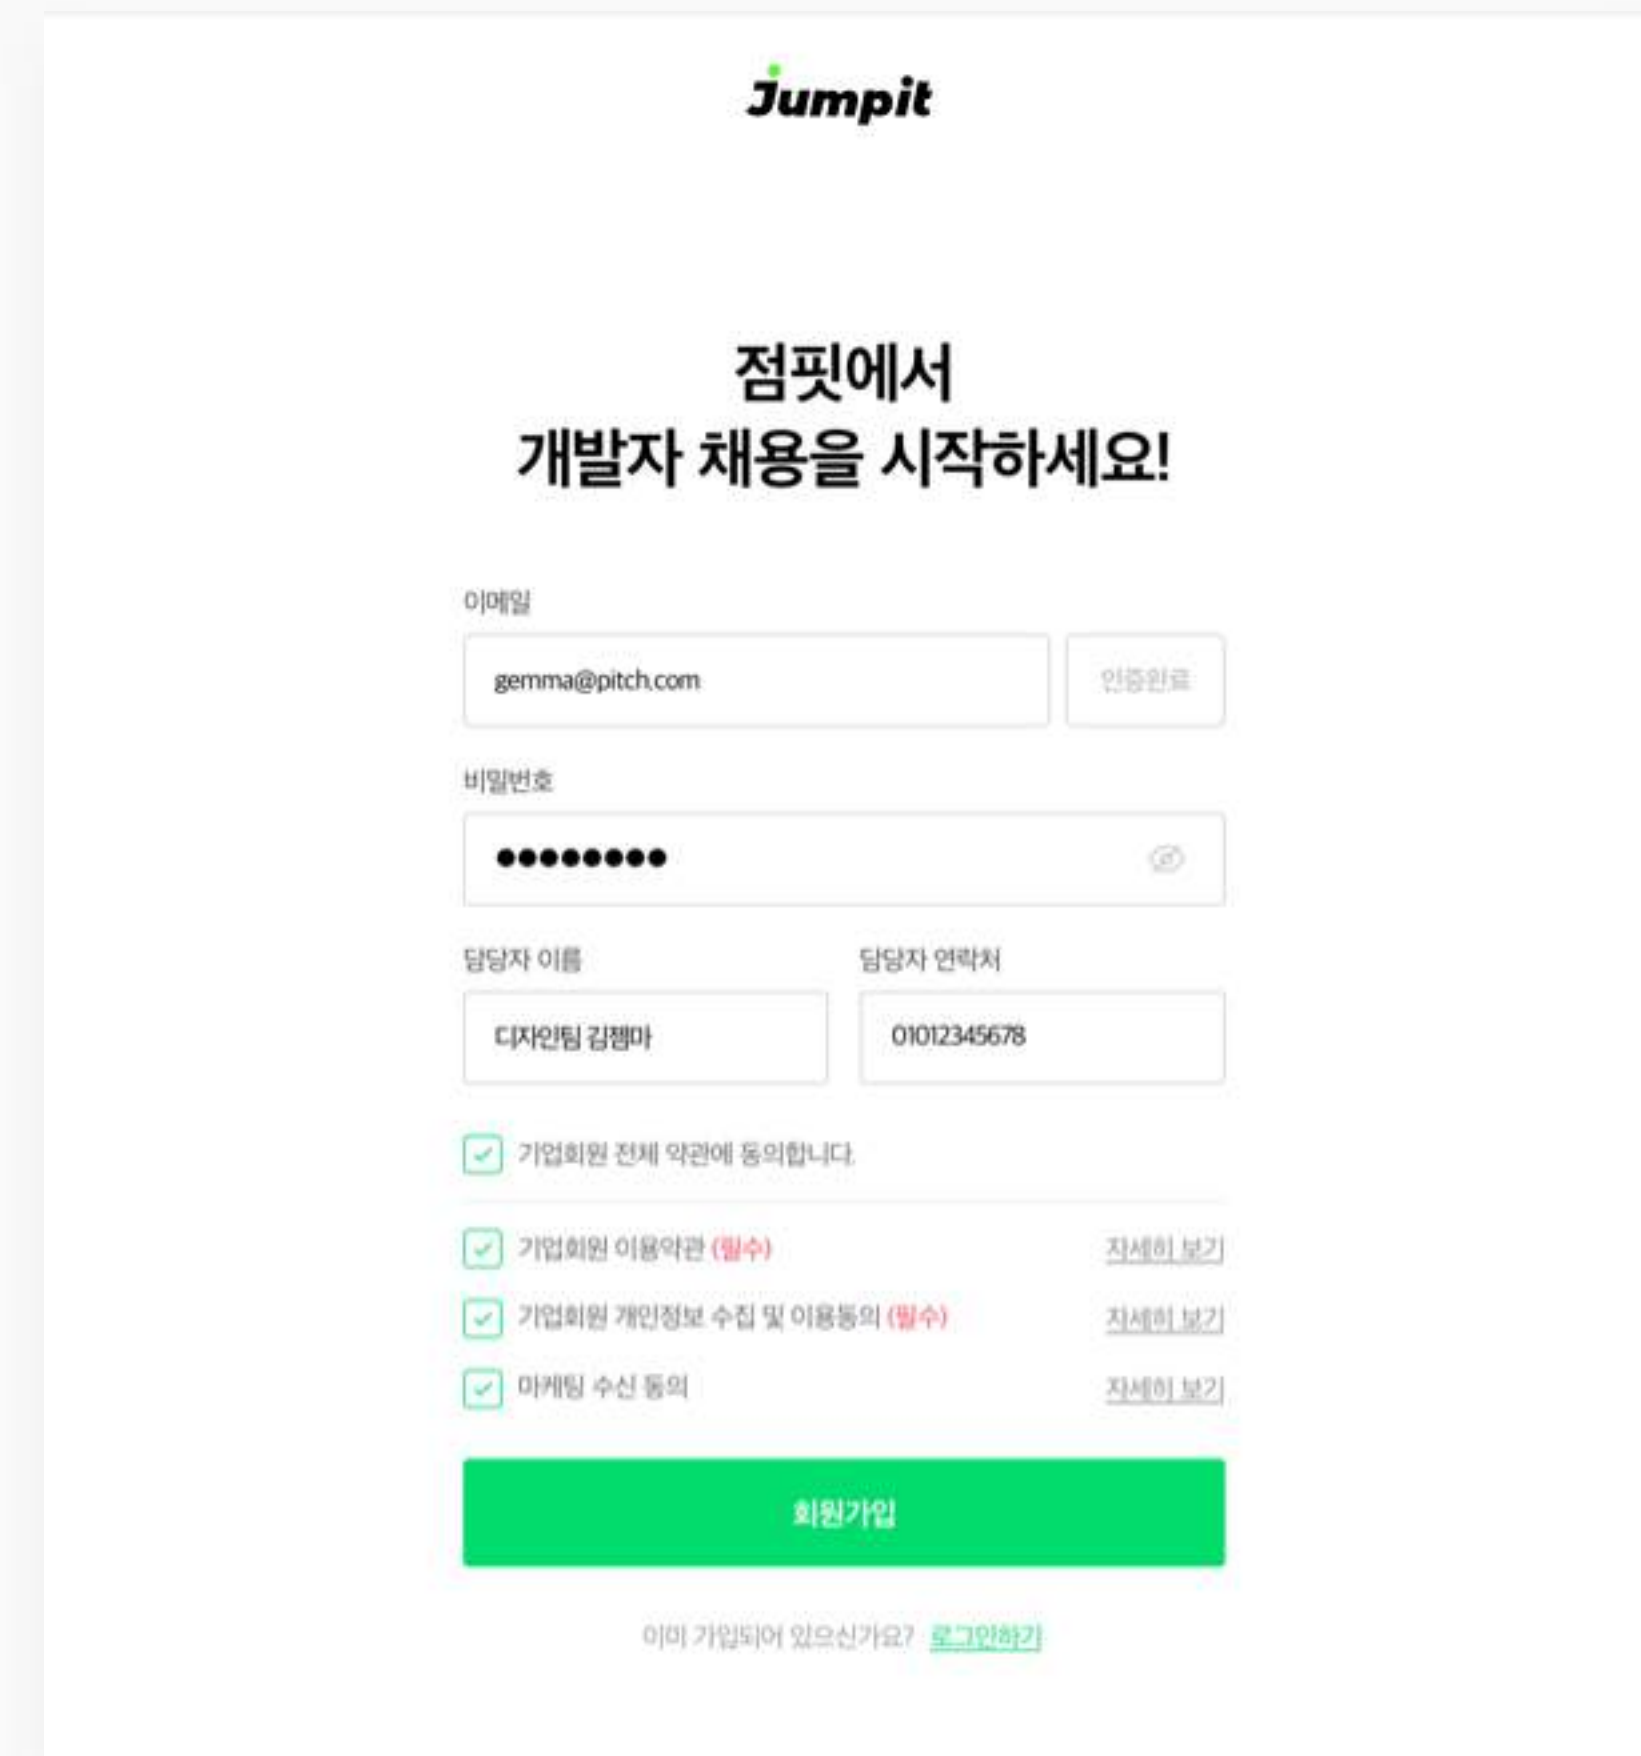 Jumpit
점핏에서
개발자 채용을 시작하세요!
이메일
gemma@pitch.com
인증완료
비밀번호
●●●●●●●●
담당자 이름
담당자 연락처
디자인팀 김젬마
01012345678
기업회원 전체 약관에 동의합니다.
기업회원 이용약관 (필수)
자세히 보기
기업회원 개인정보 수집 및 이용동의 (필수)
자세히 보기
마케팅 수신 동의
자세히 보기
회원가입
이미 가입되어 있으신가요? 로그인하기